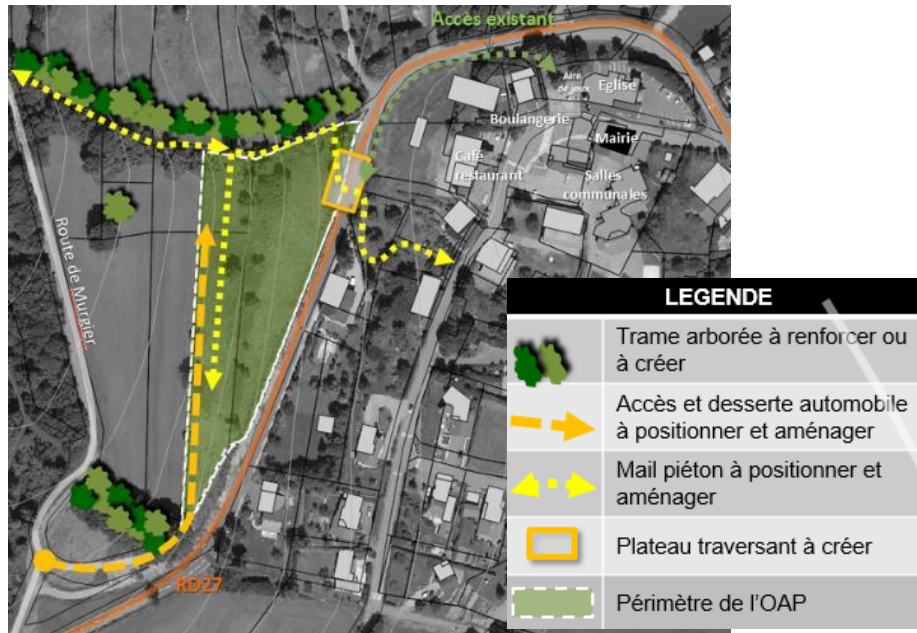 Accès existant
Aire
de jeux
Eglise
Boulangerie
Mairie
Café
restaurant
Salles
communales
Route de Murgier
RD27
LEGENDE
Trame arborée à renforcer ou
à créer
Accès et desserte automobile
à positionner et aménager
Mail piéton à positionner et
aménager
Plateau traversant à créer
Périmètre de l'OAP